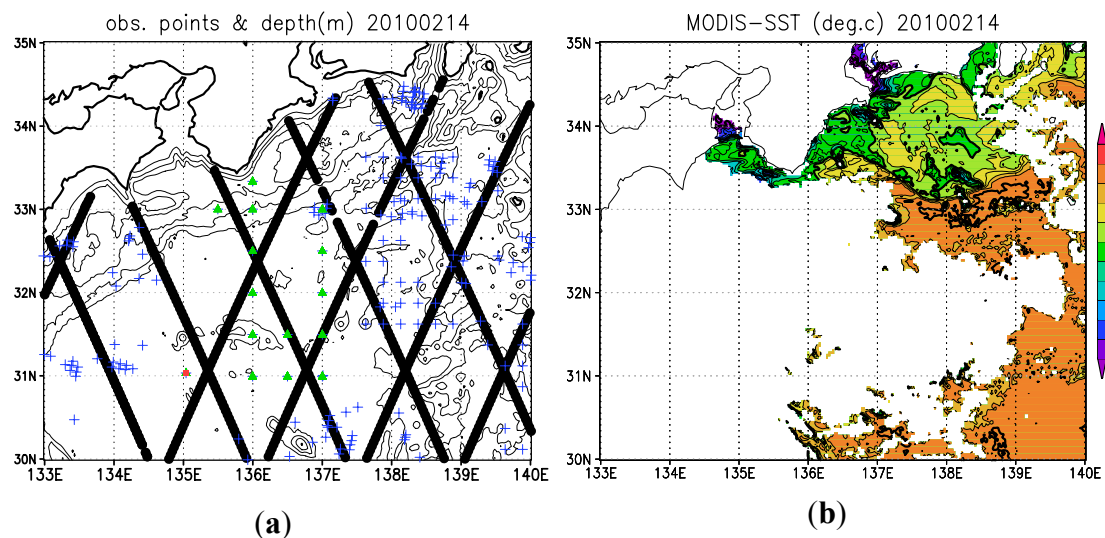 obs. points & depth(m) 20100214
MODIS-SST (deg.c) 20100214
35N
34N
33N
32N
31N
30N
133E 134E 135E 136E 137E 138E 139E 140E
35N
34N
33N
32N
31N
30N
133E 134E 135E 136E 137E 138E 139E 140E
(a)
(b)